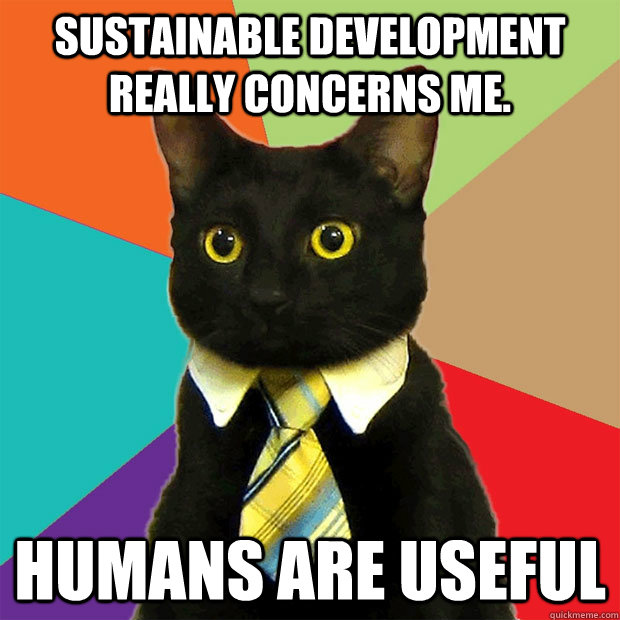 SUSTAINABLE DEVELOPMENT
REALLY CONCERNS ME.
HUMANS ARE USEFUL
quickmeme.com